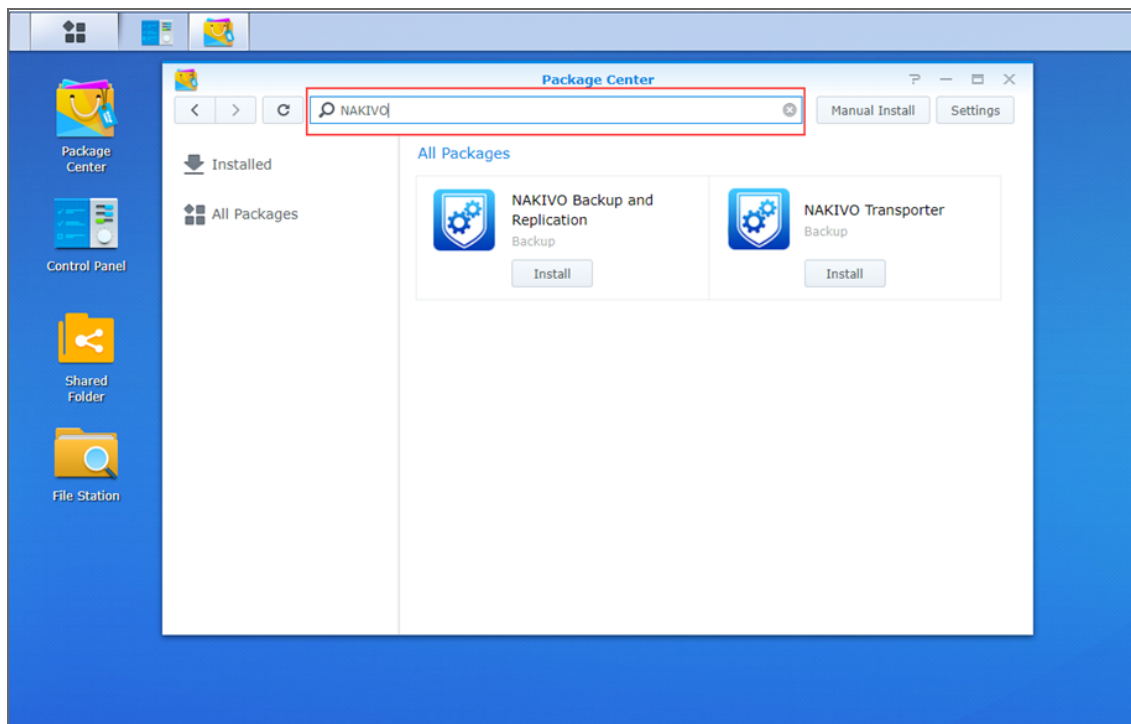 Package Center
NAKIVO
Manual Install
Settings
Package
Center
Control Panel
Shared
Folder
File Station
Installed
All Packages
All Packages
NAKIVO Backup and
Replication
Backup
Install
NAKIVO Transporter
Backup
Install